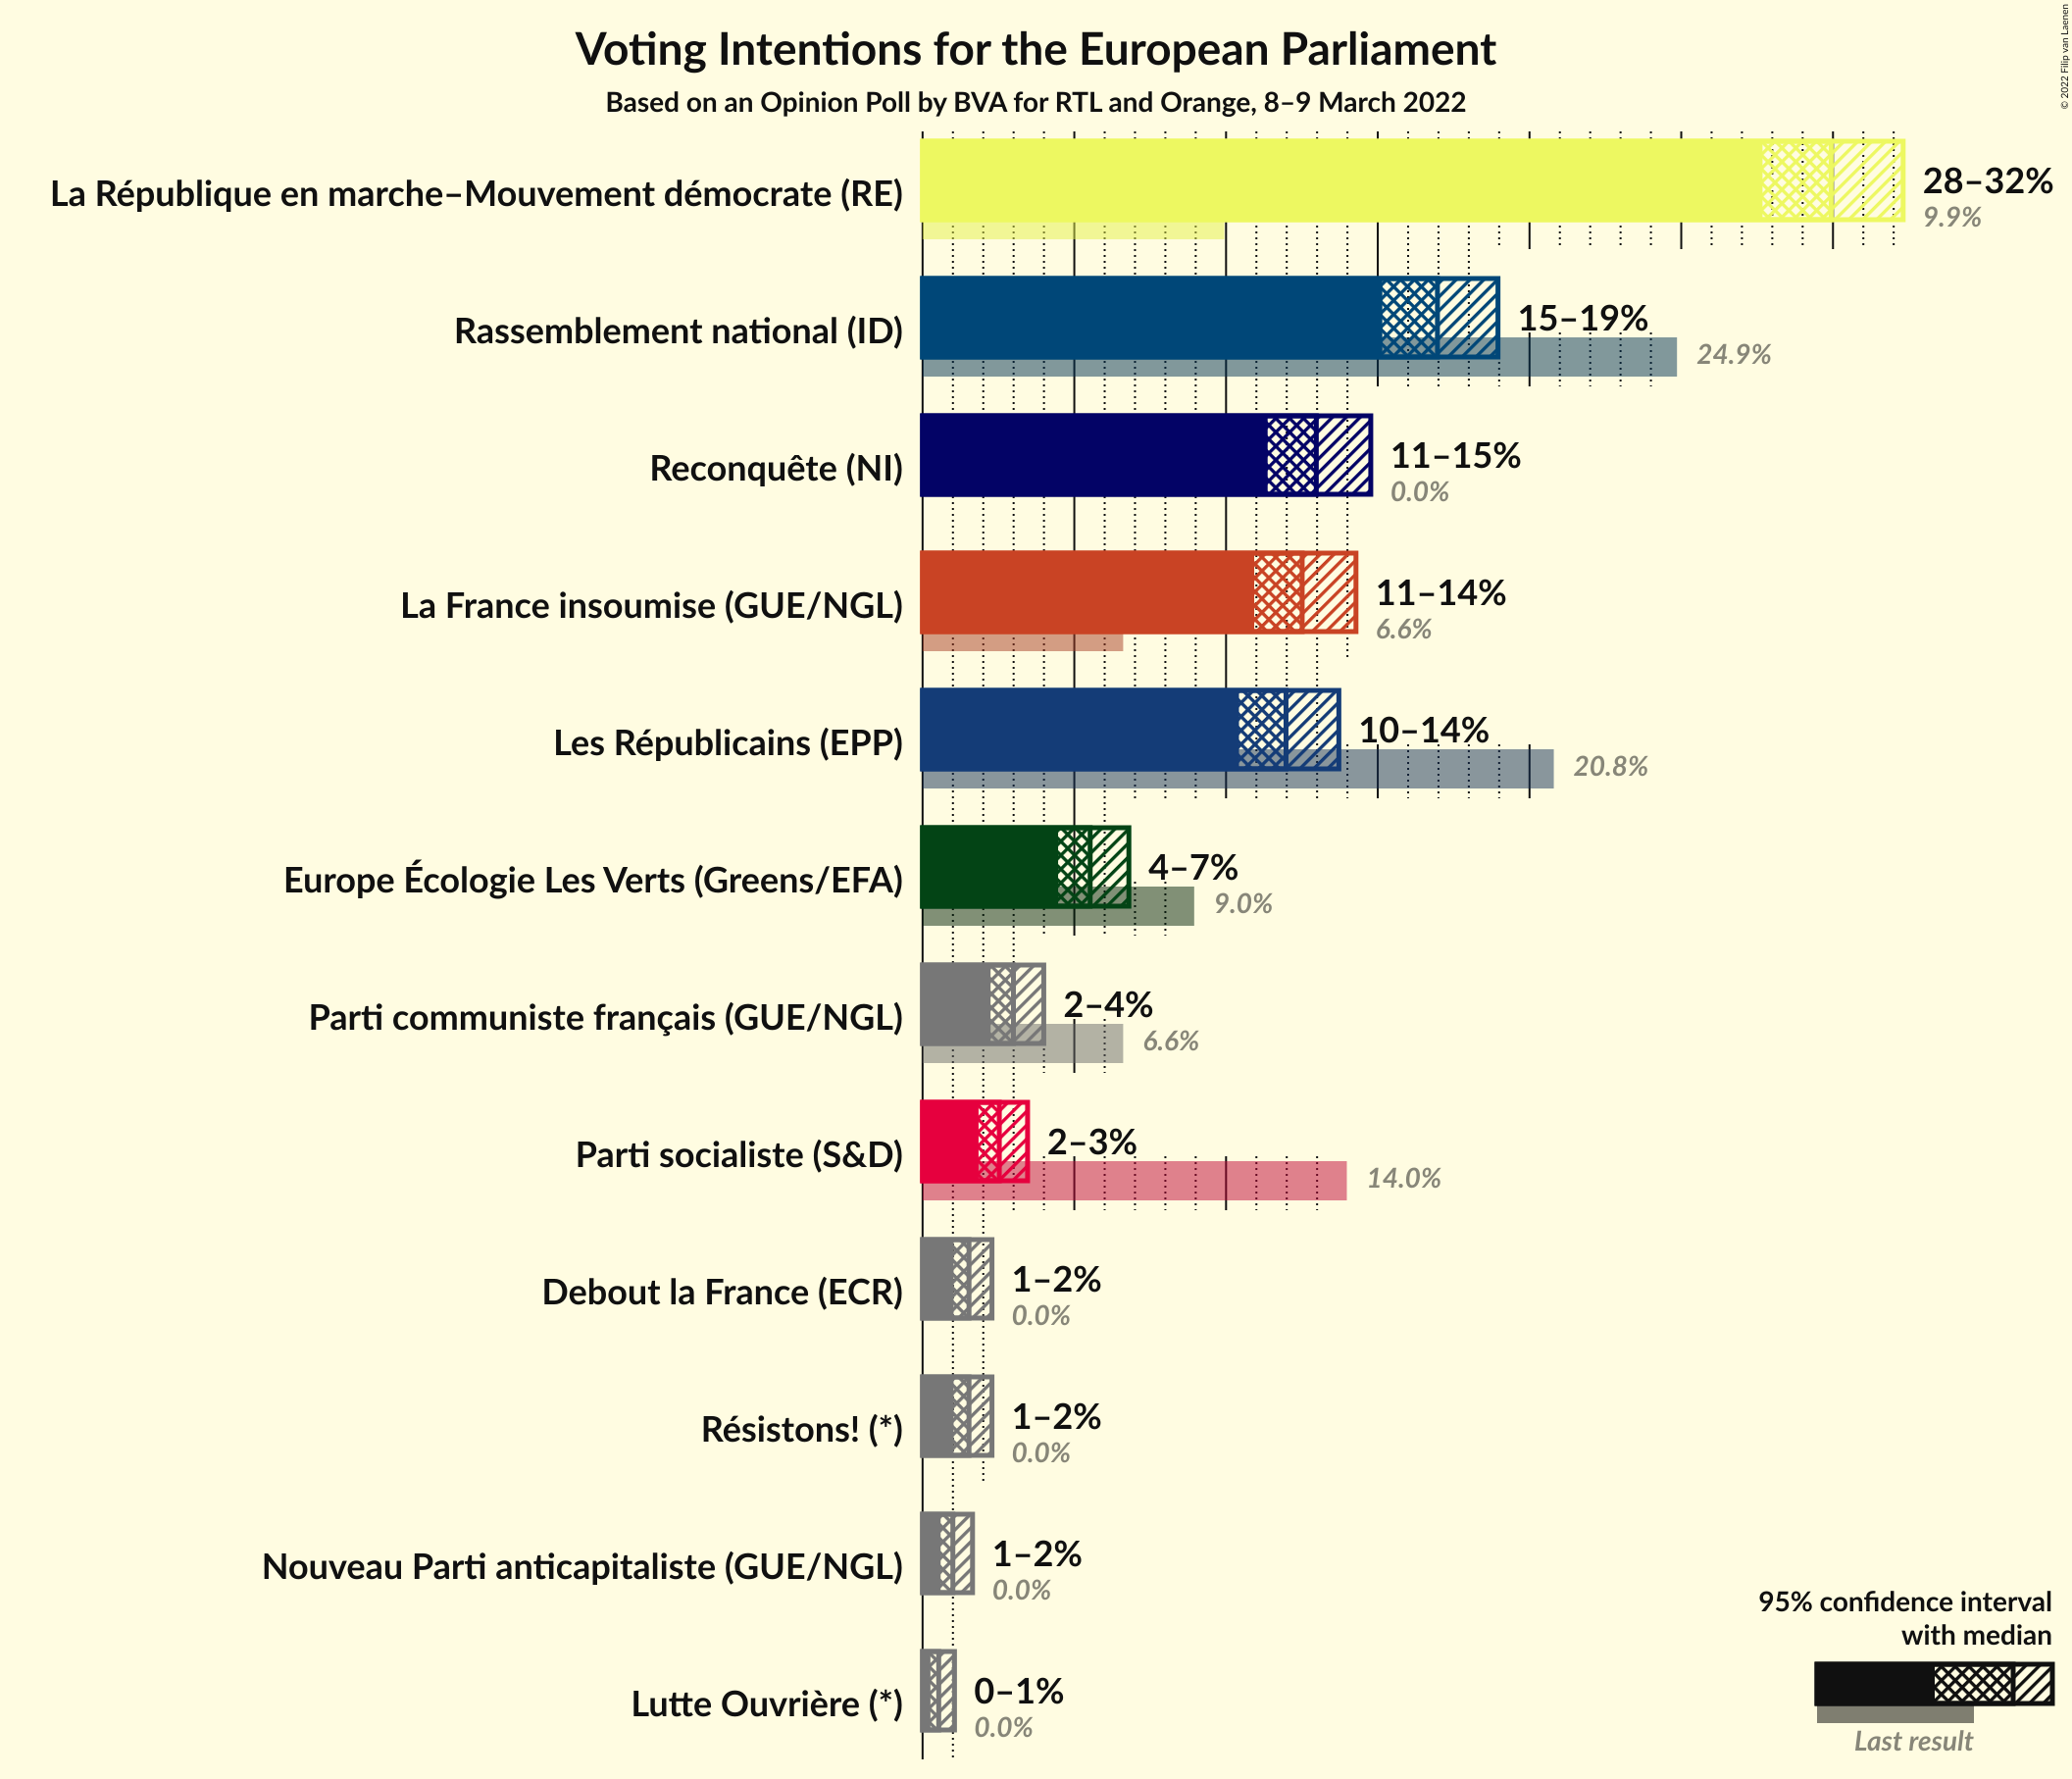 Voting Intentions for the European Parliament
Based on an Opinion Poll by BVA for RTL and Orange, 8–9 March 2022
© 2022 Filip van Laenen
La République en marche–Mouvement démocrate (RE)
28–32%
9.9%
Rassemblement national (ID)
15–19%
24.9%
Reconquête (NI)
11–15%
0.0%
La France insoumise (GUE/NGL)
11–14%
6.6%
Les Républicains (EPP)
10–14%
20.8%
Europe Écologie Les Verts (Greens/EFA)
4–7%
9.0%
Parti communiste français (GUE/NGL)
2–4%
6.6%
Parti socialiste (S&D)
2–3%
14.0%
Debout la France (ECR)
1–2%
0.0%
Résistons! (*)
1–2%
0.0%
Nouveau Parti anticapitaliste (GUE/NGL)
1–2%
0.0%
Lutte Ouvrière (*)
0–1%
0.0%
95% confidence interval
with median
Last result